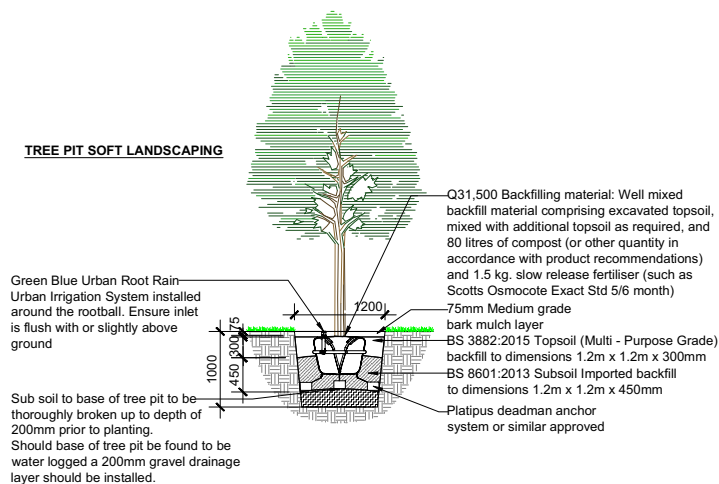 TREE PIT SOFT LANDSCAPING
Q31,500 Backfilling material: Well mixed
backfill material comprising excavated topsoil,
mixed with additional topsoil as required, and
80 litres of compost (or other quantity in
accordance with product recommendations)
and 1.5 kg. slow release fertiliser (such as
Scotts Osmocote Exact Std 5/6 month)
Green Blue Urban Root Rain
Urban Irrigation System installed
around the rootball. Ensure inlet
is flush with or slightly above
ground
1200
75mm Medium grade
bark mulch layer
BS 3882:2015 Topsoil (Multi - Purpose Grade)
backfill to dimensions 1.2m x 1.2m x 300mm
BS 8601:2013 Subsoil Imported backfill
to dimensions 1.2m x 1.2m x 450mm
Platipus deadman anchor
system or similar approved
75
300
450
1000
Sub soil to base of tree pit to be
thoroughly broken up to depth of
200mm prior to planting.
Should base of tree pit be found to be
water logged a 200mm gravel drainage
layer should be installed.